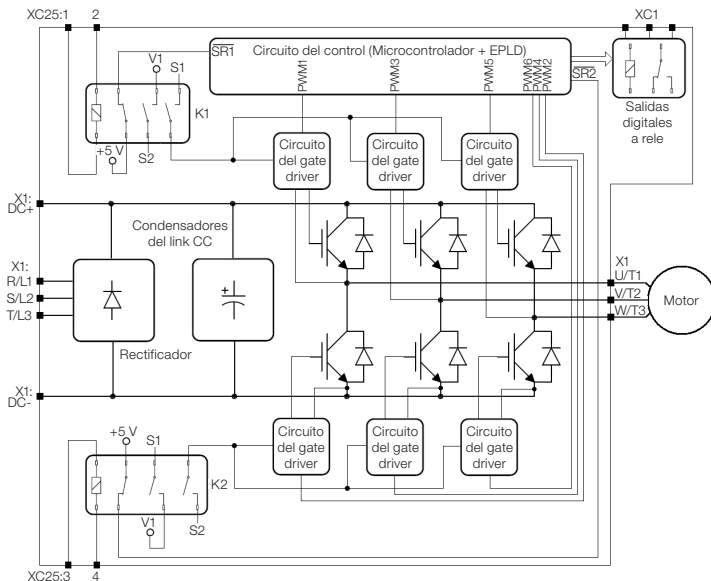 XC25:1 2 XC1
V1
S1
SR1
Circuito del control (Microcontrolador + EPLD)
PWM1
PWM3
PWM5
PWM6
PWM4
PWM2
SR2
K1
+5 V
S2
Salidas
digitales
a rele
Circuito
del gate
driver
Circuito
del gate
driver
Circuito
del gate
driver
X1:
DC+
Condensadores
del link CC
X1:
R/L1
S/L2
T/L3
Rectificador
X1
U/T1
V/T2
W/T3
Motor
X1:
DC-
Circuito
del gate
driver
Circuito
del gate
driver
Circuito
del gate
driver
+5 V
S1
K2
V1
S2
XC25:3 4